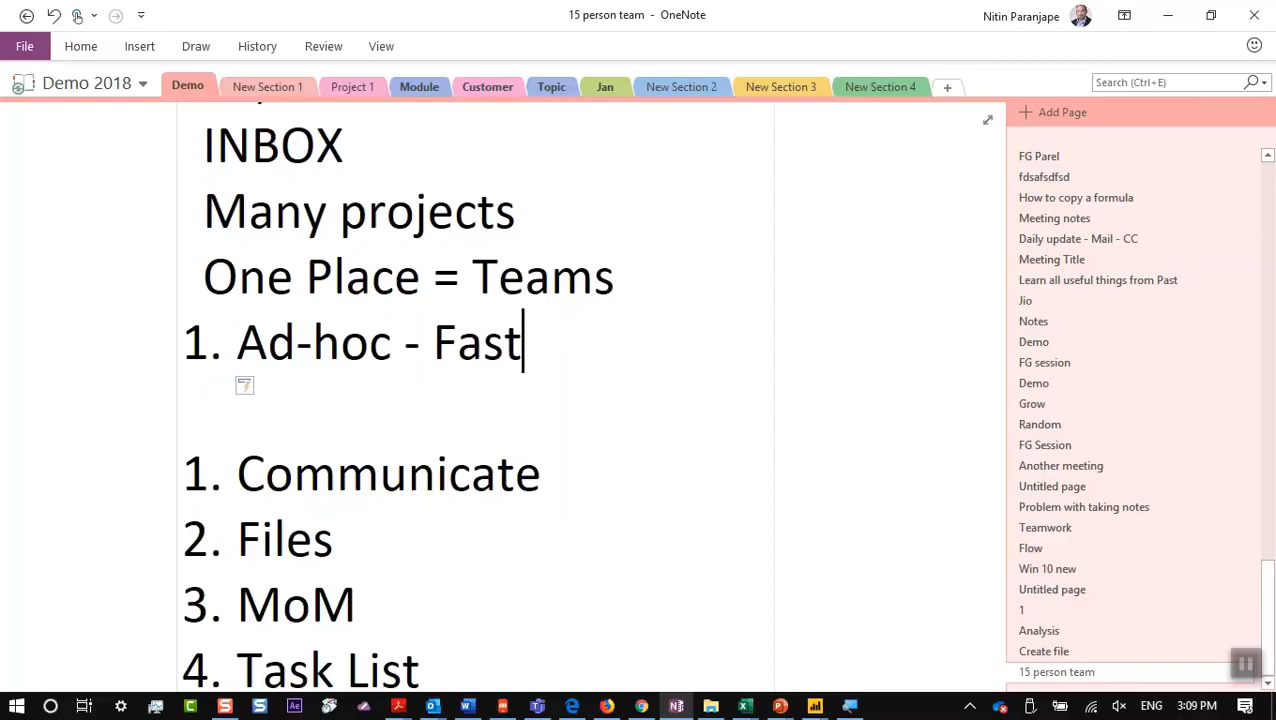 15 person team - OneNote
Nitin Paranjape
File Home Insert Draw History Review View
Demo 2018 Demo New Section 1 Project 1 Module Customer Topic Jan New Section 2 New Section 3 New Section 4 + Search (Ctrl+E)
Add Page
INBOX
Many projects
One Place = Teams
1. Ad-hoc - Fast
1. Communicate
2. Files
3. MoM
4. Task List
FG Parel
fdsafsdfsd
How to copy a formula
Meeting notes
Daily update - Mail - CC
Meeting Title
Learn all useful things from Past
Jio
Notes
Demo
FG session
Demo
Grow
Random
FG Session
Another meeting
Untitled page
Problem with taking notes
Teamwork
Flow
Win 10 new
Untitled page
1
Analysis
Create file
15 person team
ENG 3:09 PM